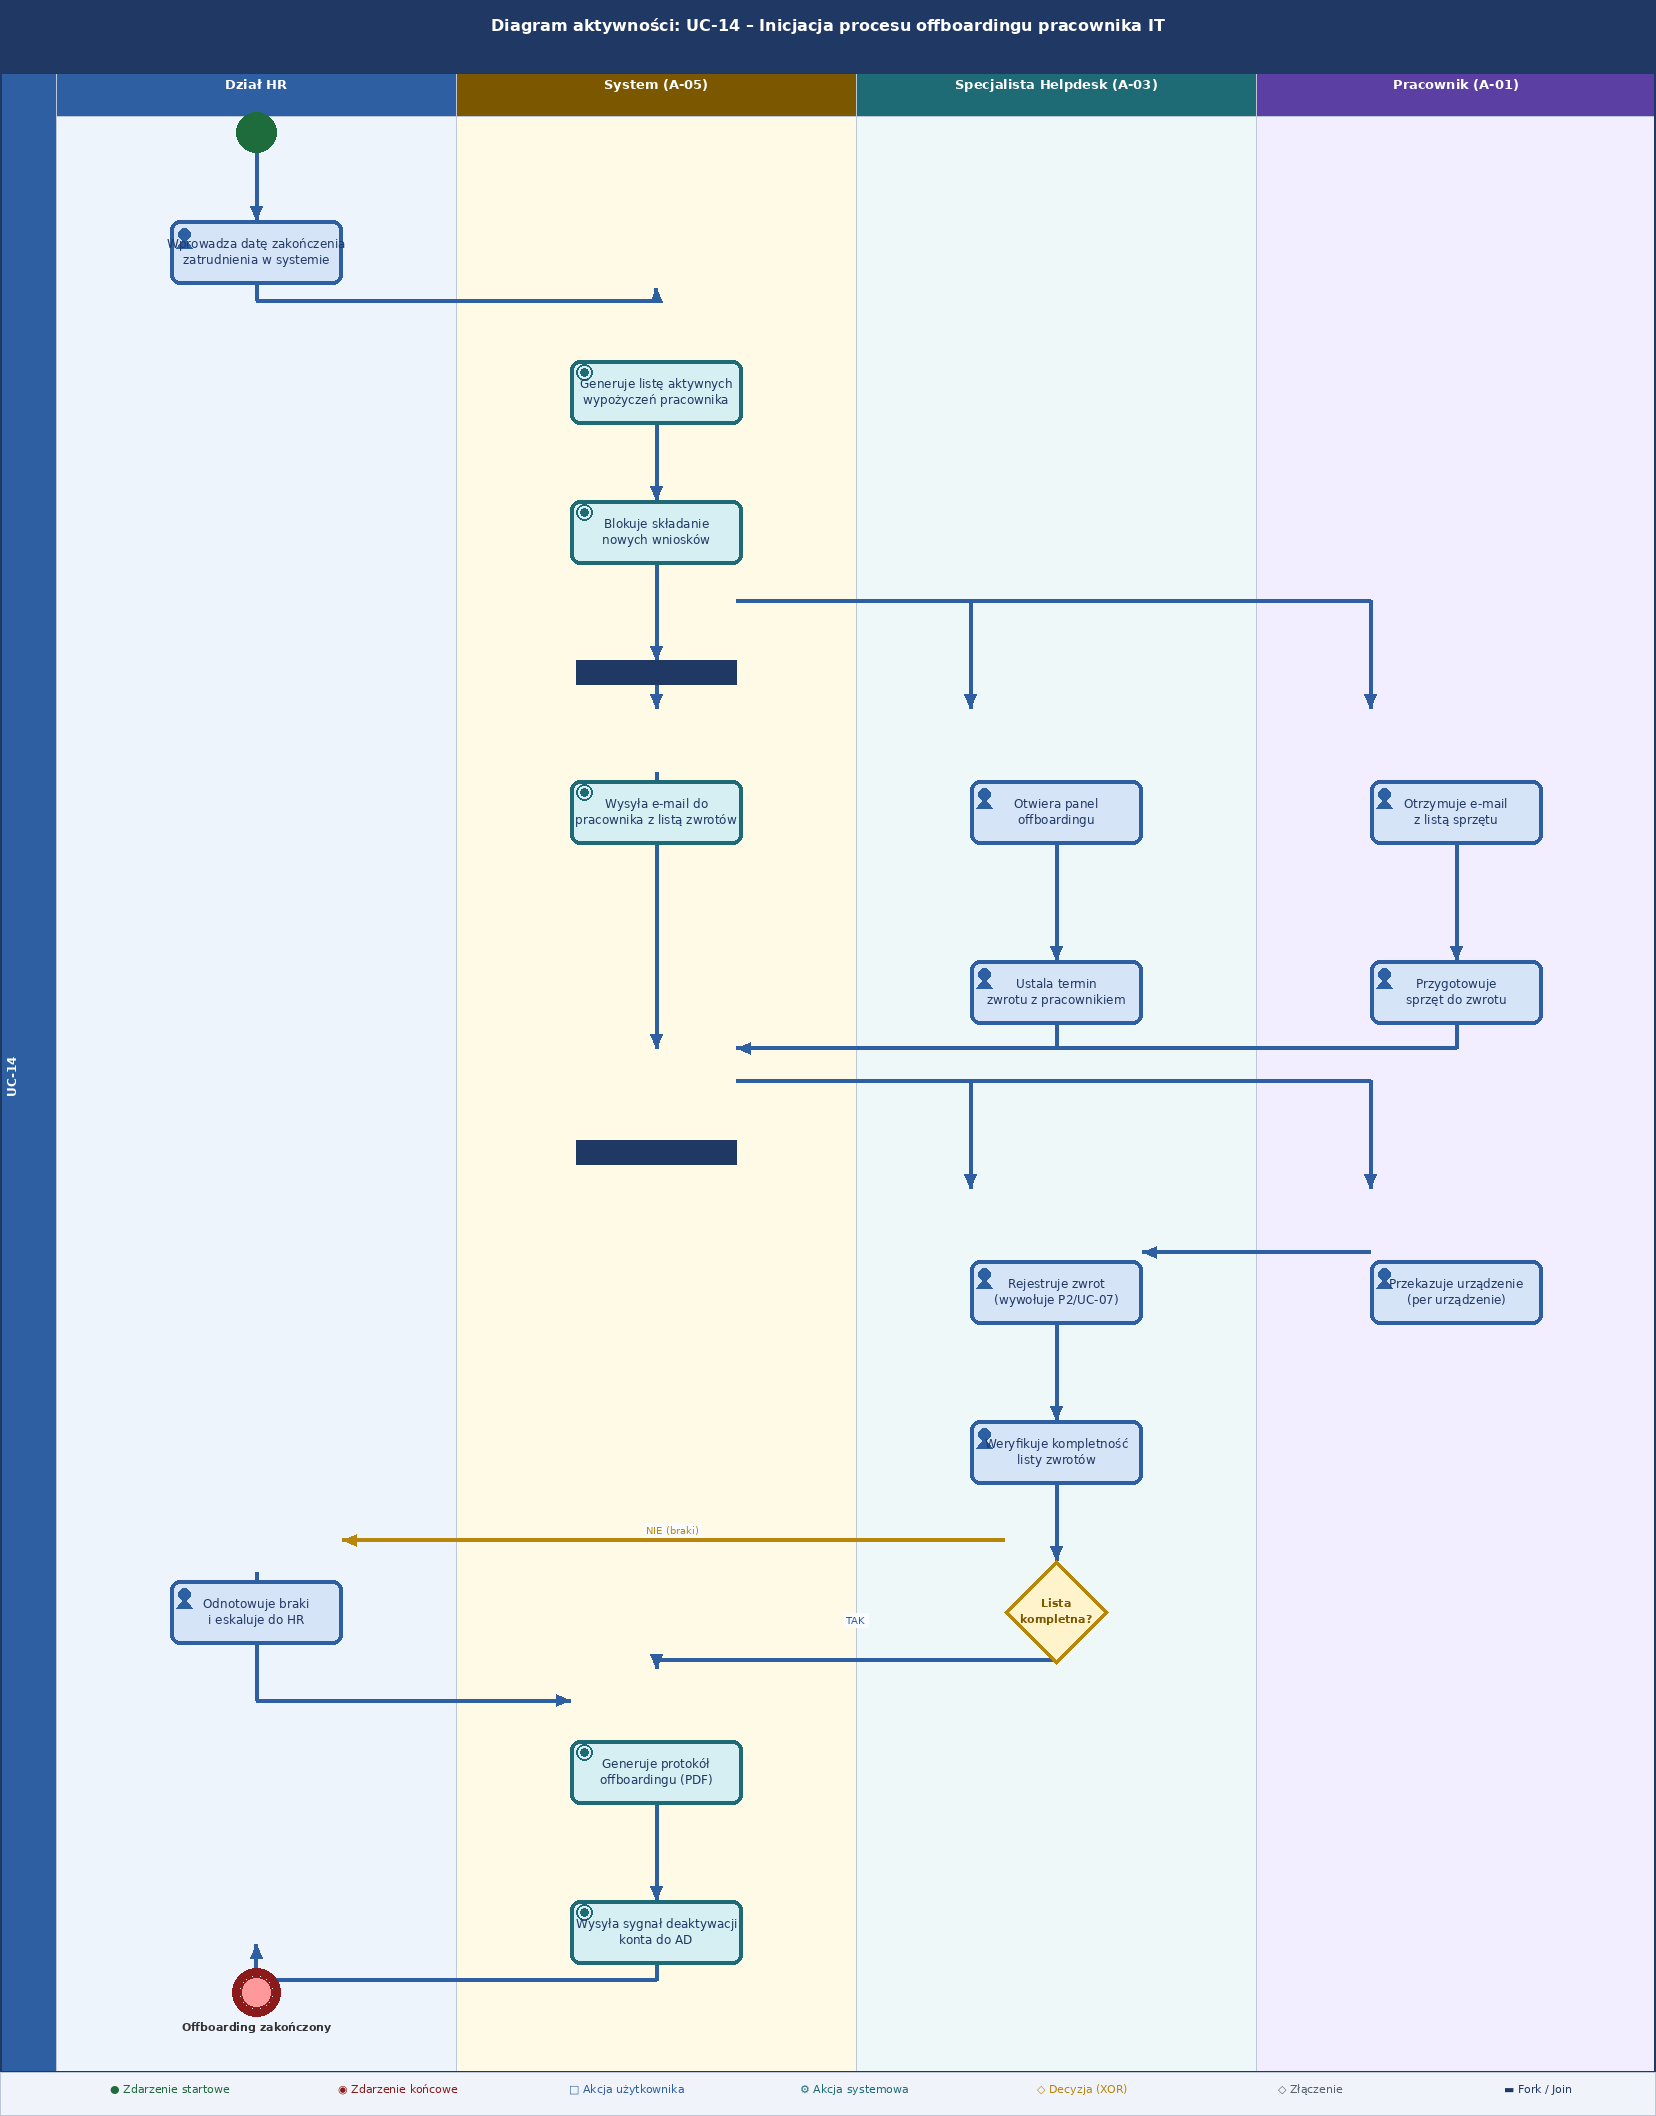 Diagram aktywności: UC-14 – Inicjacja procesu offboardingu pracownika IT
Dział HR
System (A-05)
Specjalista Helpdesk (A-03)
Pracownik (A-01)
Wprowadza datę zakończenia
zatrudnienia w systemie
Generuje listę aktywnych
wypożyczeń pracownika
Blokuje składanie
nowych wniosków
Wysyła e-mail do
pracownika z listą zwrotów
Otwiera panel
offboardingu
Otrzymuje e-mail
z listą sprzętu
Ustala termin
zwrotu z pracownikiem
Przygotowuje
sprzęt do zwrotu
UC-14
Rejestruje zwrot
(wywołuje P2/UC-07)
Przekazuje urządzenie
(per urządzenie)
Weryfikuje kompletność
listy zwrotów
NIE (braki)
Odnotowuje braki
i eskaluje do HR
Lista
kompletna?
TAK
Generuje protokół
offboardingu (PDF)
Wysyła sygnał deaktywacji
konta do AD
Offboarding zakończony
Zdarzenie startowe
Zdarzenie końcowe
Akcja użytkownika
Akcja systemowa
Decyzja (XOR)
Złączenie
Fork / Join